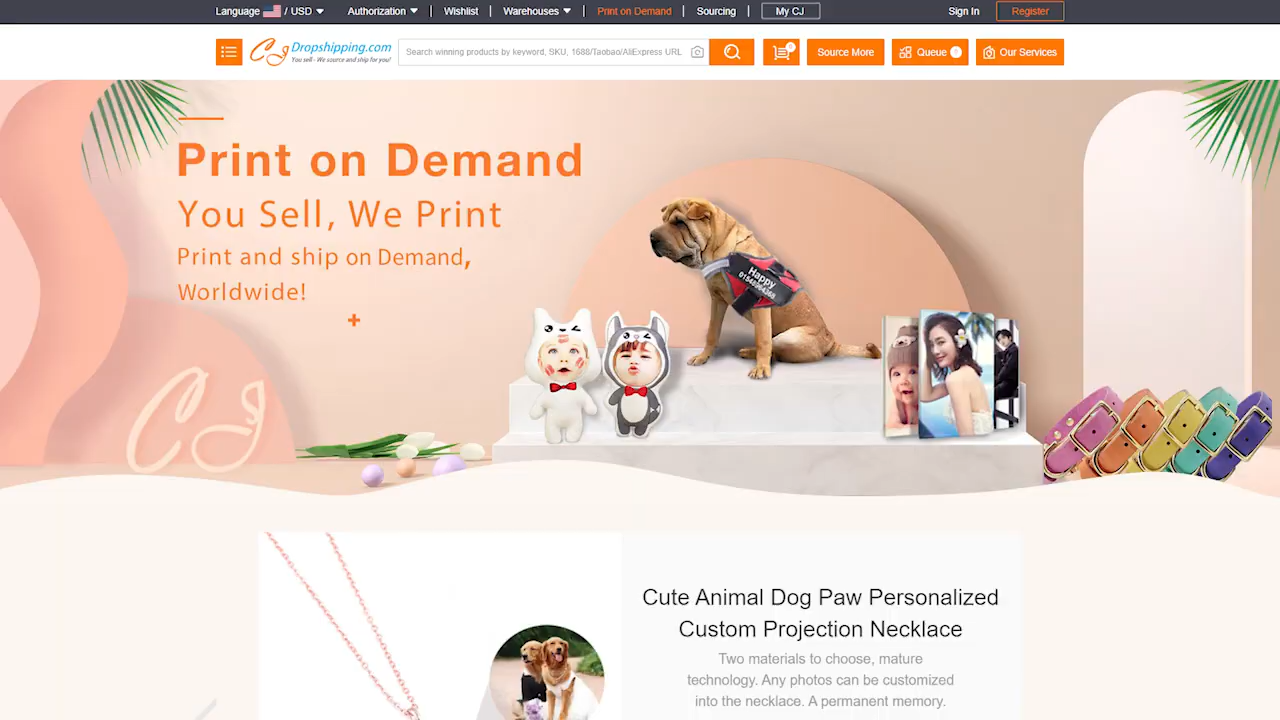 Language / USD Authorization Wishlist Warehouses Print on Demand Sourcing My CJ Sign In Register
CJ Dropshipping.com
You sell - We source and ship for you!
Search winning products by keyword, SKU, 1688/Taobao/AliExpress URL
0
Source More
Queue
Our Services
Print on Demand
You Sell, We Print
Print and ship on Demand,
Worldwide!
Happy
CJ
Cute Animal Dog Paw Personalized
Custom Projection Necklace
Two materials to choose, mature
technology. Any photos can be customized
into the necklace. A permanent memory.